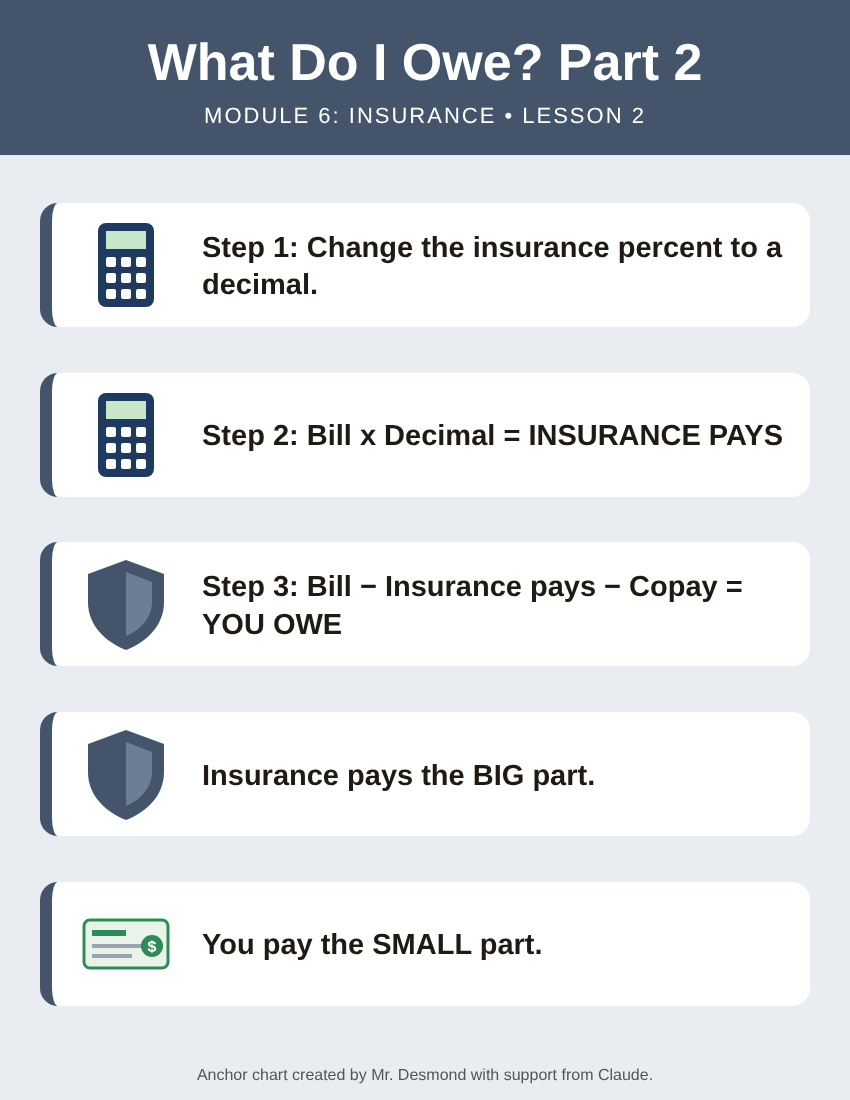 What Do I Owe? Part 2
MODULE 6: INSURANCE • LESSON 2
Step 1: Change the insurance percent to a
decimal.
Step 2: Bill x Decimal = INSURANCE PAYS
Step 3: Bill − Insurance pays − Copay =
YOU OWE
Insurance pays the BIG part.
$
You pay the SMALL part.
Anchor chart created by Mr. Desmond with support from Claude.